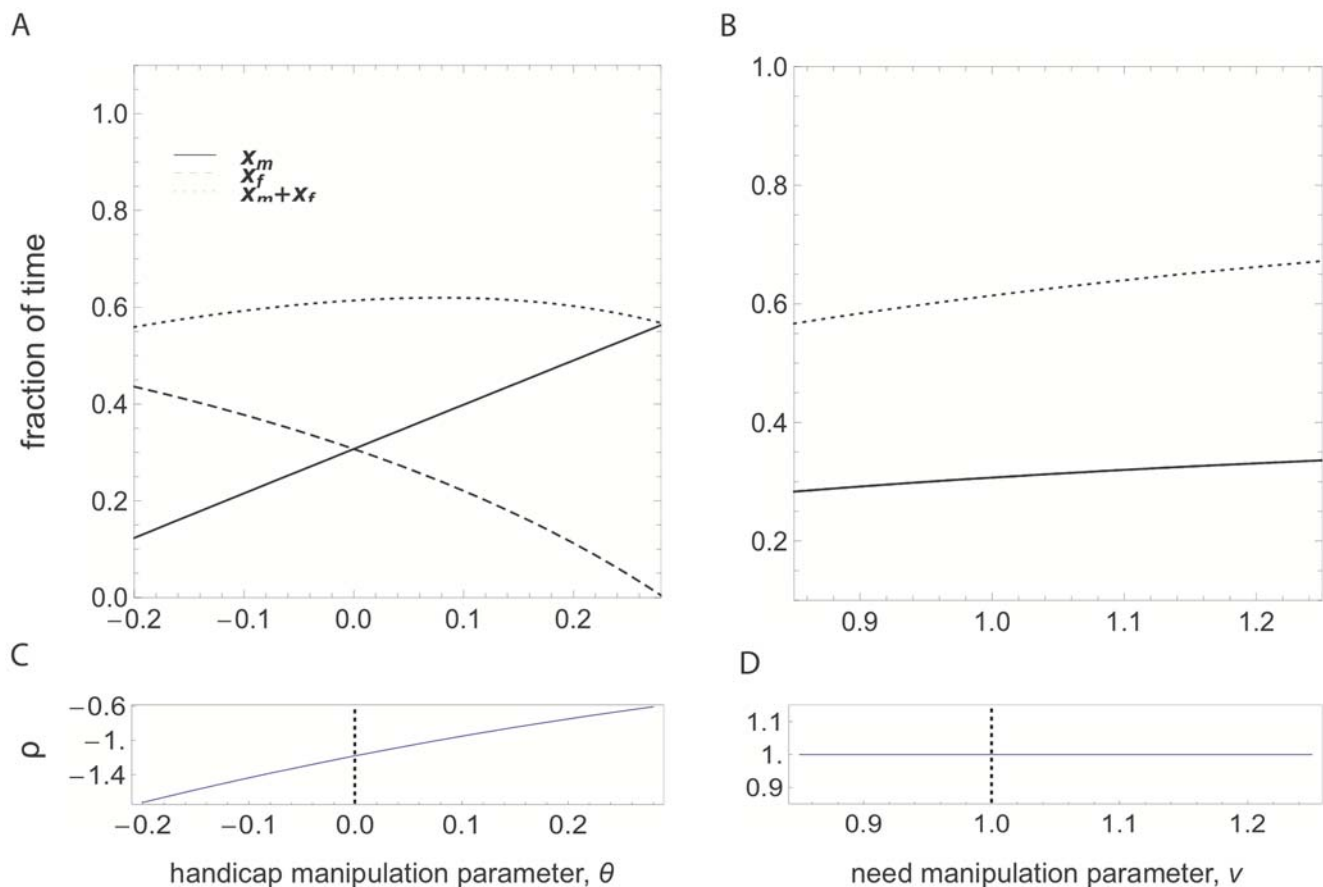 A
B
1.0
0.8
0.6
0.4
0.2
0.0
fraction of time
x_m
x_f
x_m+x_f
−0.2 −0.1 0.0 0.1 0.2
1.0
0.8
0.6
0.4
0.2
0.9 1.0 1.1 1.2
C
D
ρ
−0.6
−1.
−1.4
−0.2 −0.1 0.0 0.1 0.2
handicap manipulation parameter, θ
1.1
1.
0.9
0.9 1.0 1.1 1.2
need manipulation parameter, v